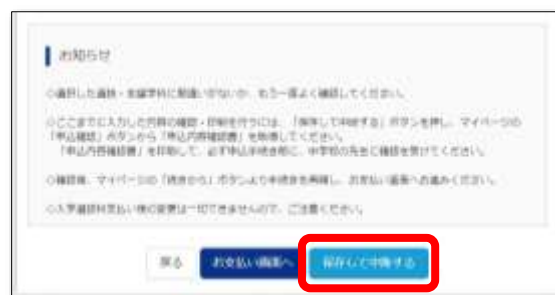 お知らせ
◇選択した選抜・志望学科に間違いがないか、もう一度よく確認してください。
◇ここまでに入力した内容の確認・印刷を行うには、「保存して中断する」ボタンを押し、マイページの
「申込確認」ボタンから「申込内容確認書」を出力してください。
「申込内容確認書」を印刷して、必ず申込手続き前に、中学校の先生に確認を受けてください。
◇確認後、マイページの「続きから」ボタンより手続きを再開し、お支払い画面へお進みください。
◇入学選抜料支払い後の変更は一切できませんので、ご注意ください。
戻る
お支払い画面へ
保存して中断する